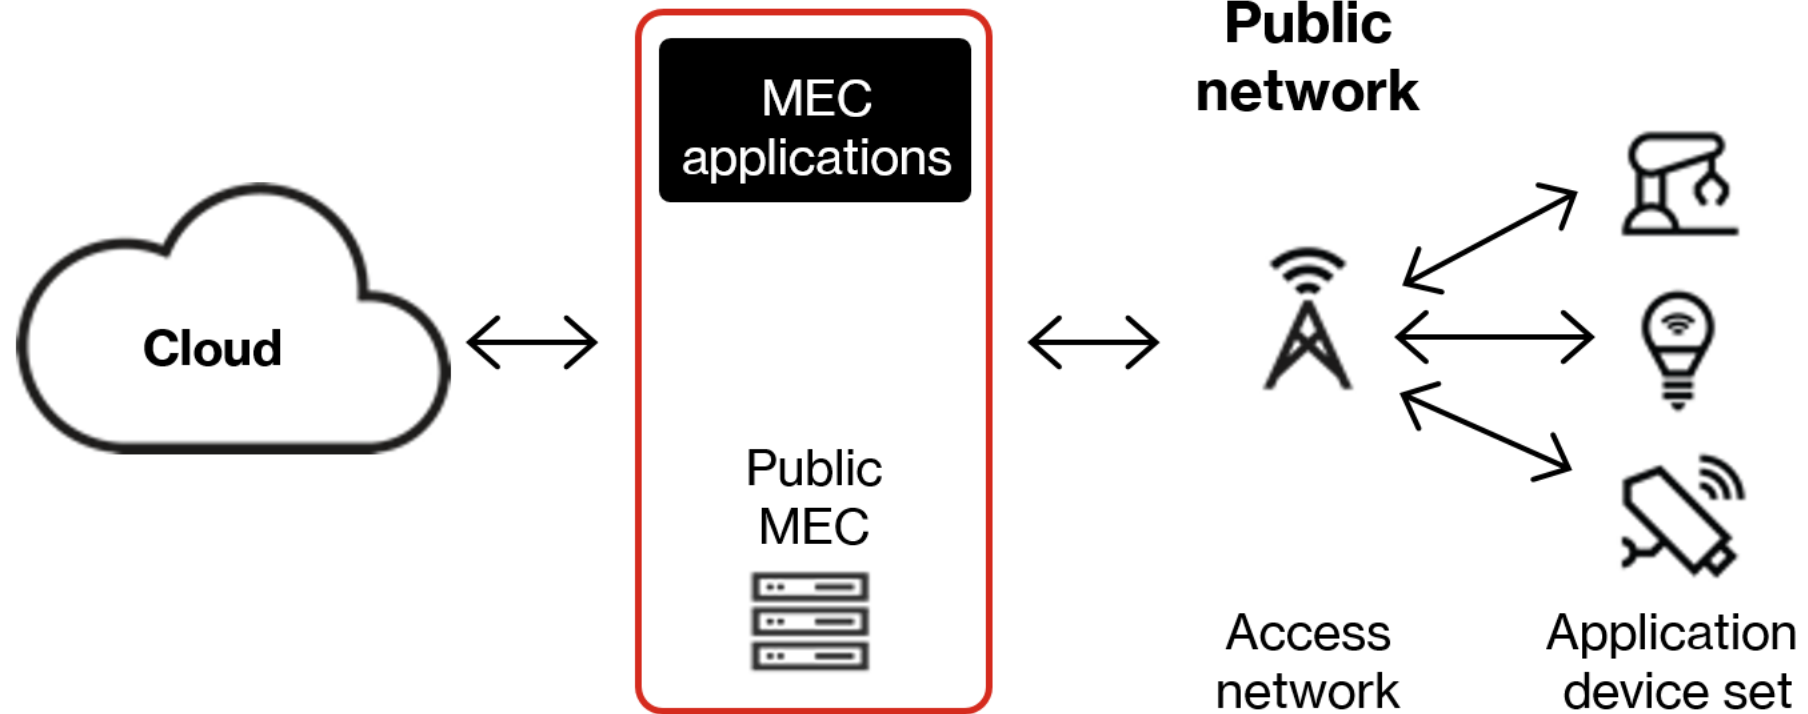 Public
network
MEC
applications
Cloud
Public
MEC
Access
network
Application
device set